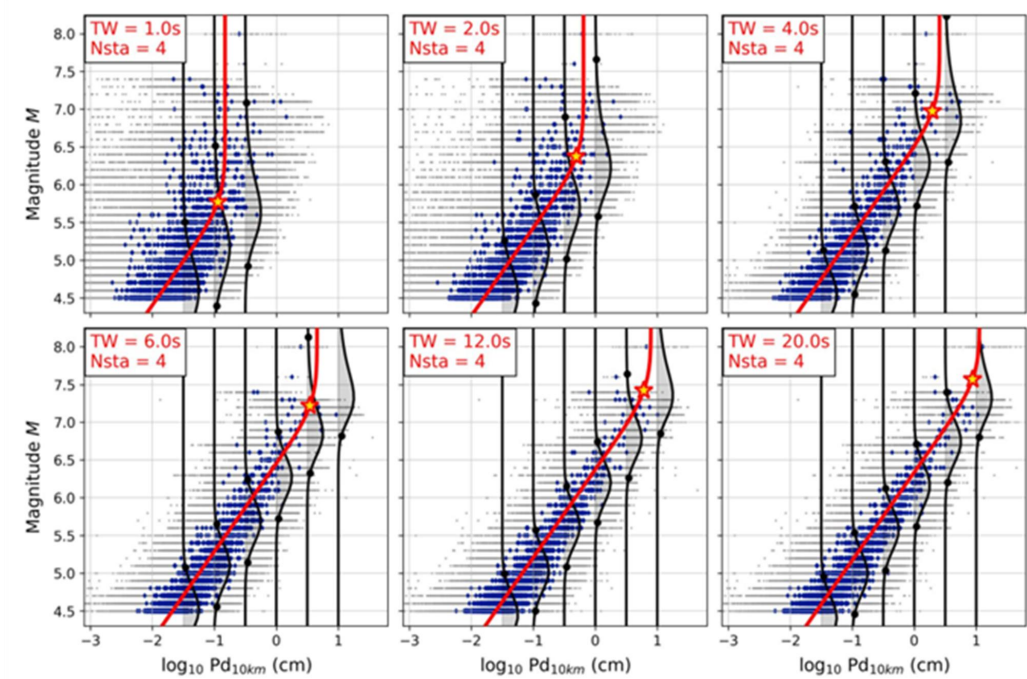 TW = 1.0s
Nsta = 4
TW = 2.0s
Nsta = 4
TW = 4.0s
Nsta = 4
8.0
7.5
7.0
6.5
6.0
5.5
5.0
4.5
Magnitude M
TW = 6.0s
Nsta = 4
TW = 12.0s
Nsta = 4
TW = 20.0s
Nsta = 4
8.0
7.5
7.0
6.5
6.0
5.5
5.0
4.5
Magnitude M
−3 −2 −1 0 1
−3 −2 −1 0 1
−3 −2 −1 0 1
log₁₀ Pd₁₀ₖₘ (cm)
log₁₀ Pd₁₀ₖₘ (cm)
log₁₀ Pd₁₀ₖₘ (cm)